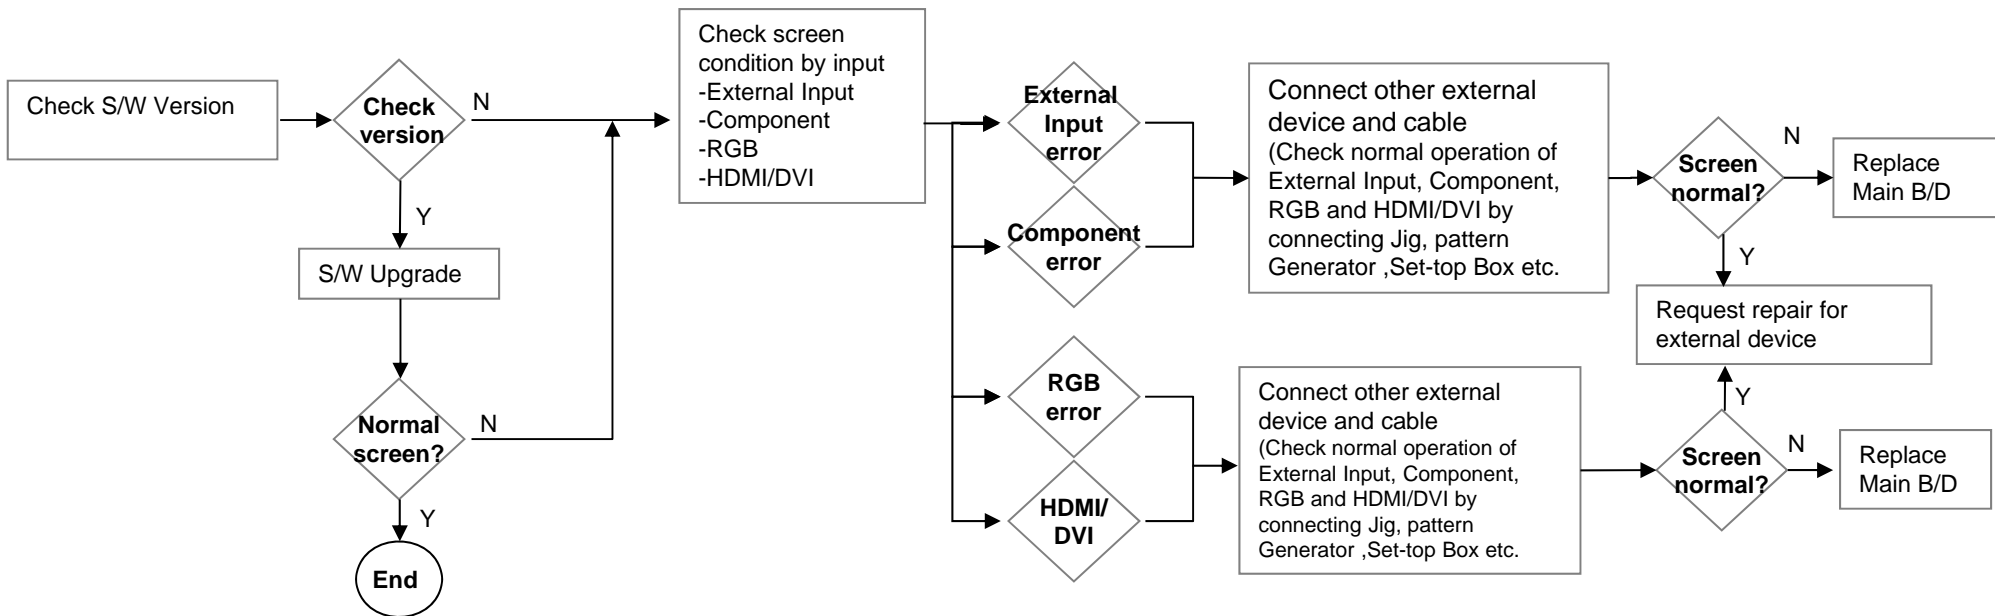 Check S/W Version
Check
version
N
Y
S/W Upgrade
Normal
screen?
N
Y
End
Check screen
condition by input
-External Input
-Component
-RGB
-HDMI/DVI
External
Input
error
Component
error
RGB
error
HDMI/
DVI
Connect other external
device and cable
(Check normal operation of
External Input, Component,
RGB and HDMI/DVI by
connecting Jig, pattern
Generator ,Set-top Box etc.
Connect other external
device and cable
(Check normal operation of
External Input, Component,
RGB and HDMI/DVI by
connecting Jig, pattern
Generator ,Set-top Box etc.
Screen
normal?
N
Replace
Main B/D
Y
Request repair for
external device
Y
Screen
normal?
N
Replace
Main B/D